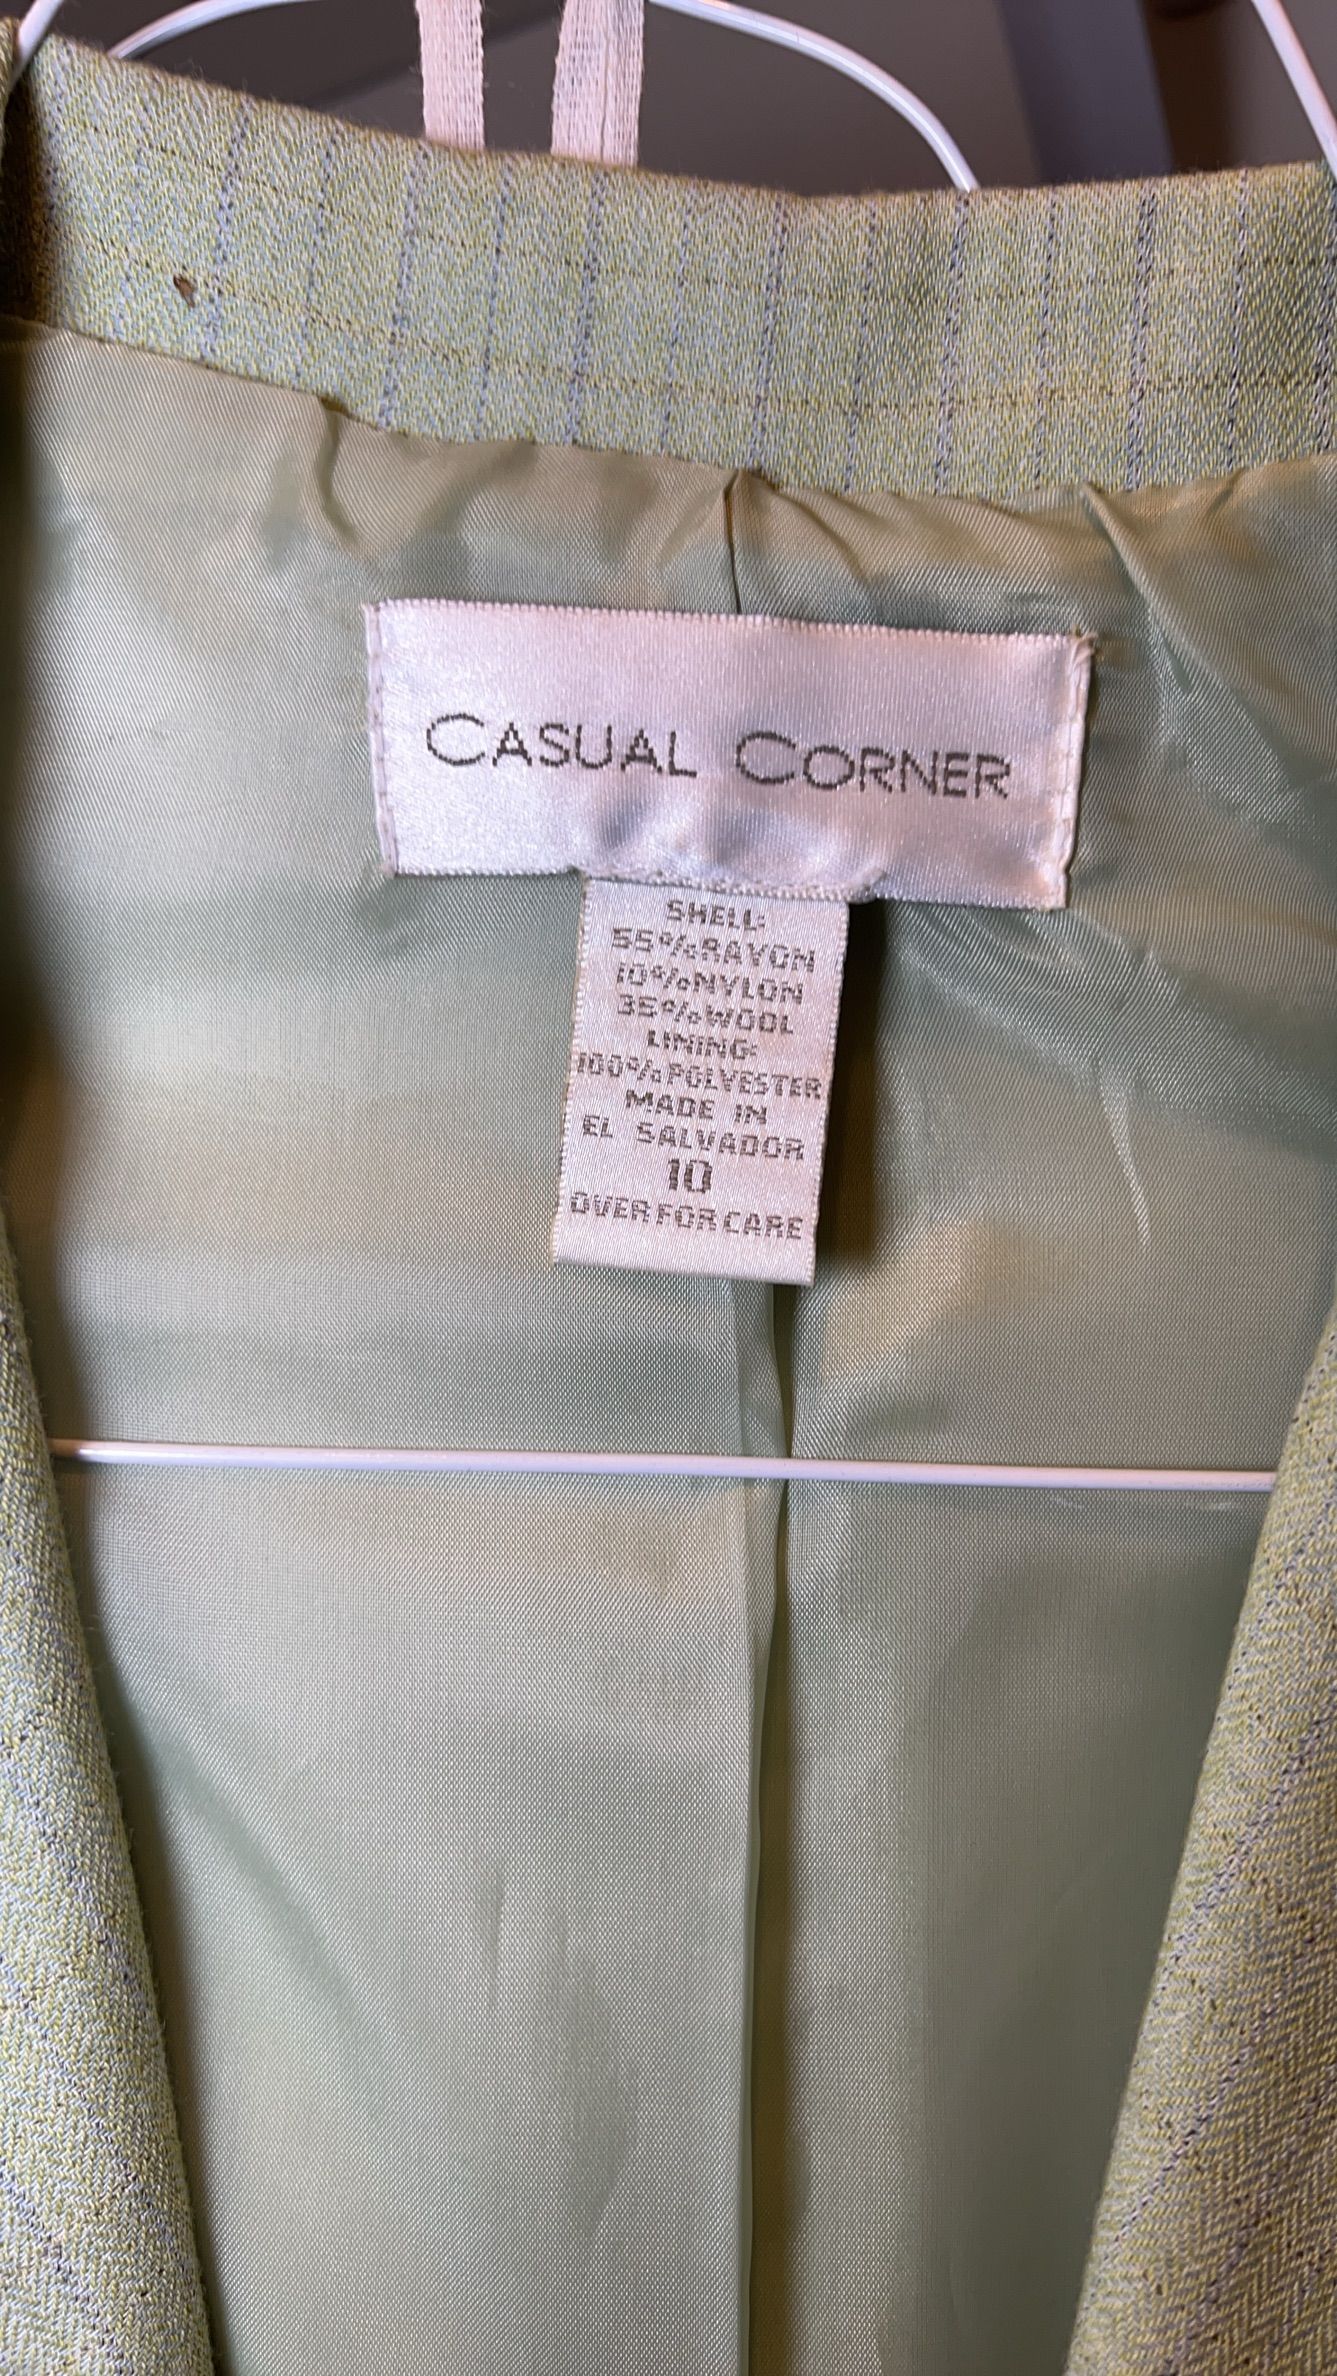 CASUAL CORNER
SHELL:
55%RAYON
10%NYLON
35%WOOL
LINING:
100%POLYESTER
MADE IN
EL SALVADOR
10
OVER FOR CARE